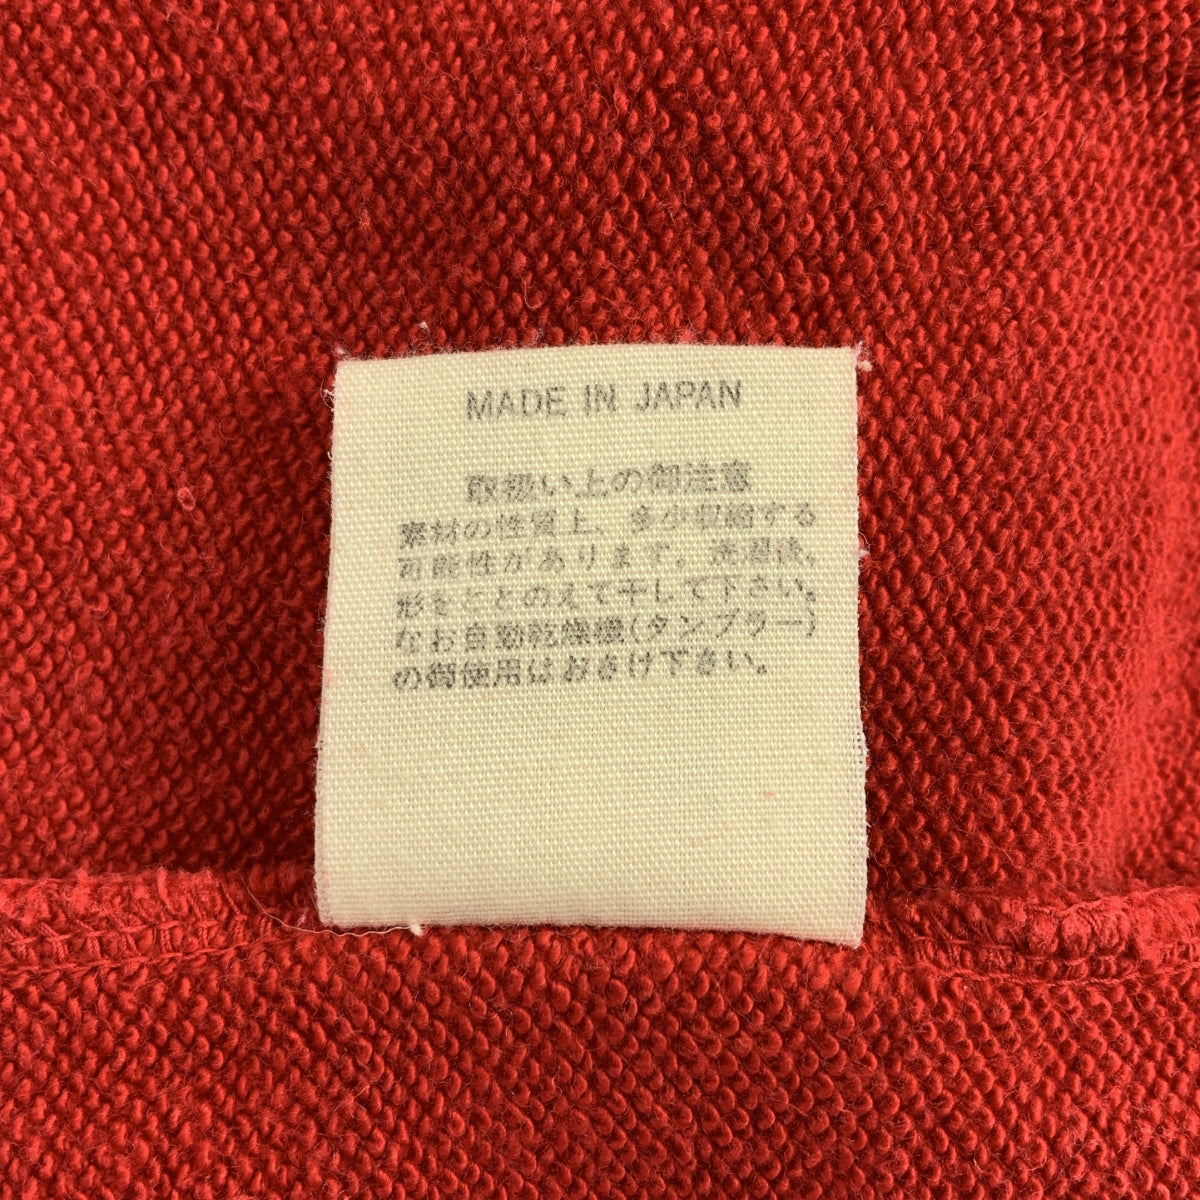 MADE IN JAPAN
取扱い上の御注意
素材の性質上、多少収縮する
可能性があります。洗濯後、
形をととのえて干して下さい。
なお自動乾燥機(タンブラー)
の御使用はおさけ下さい。